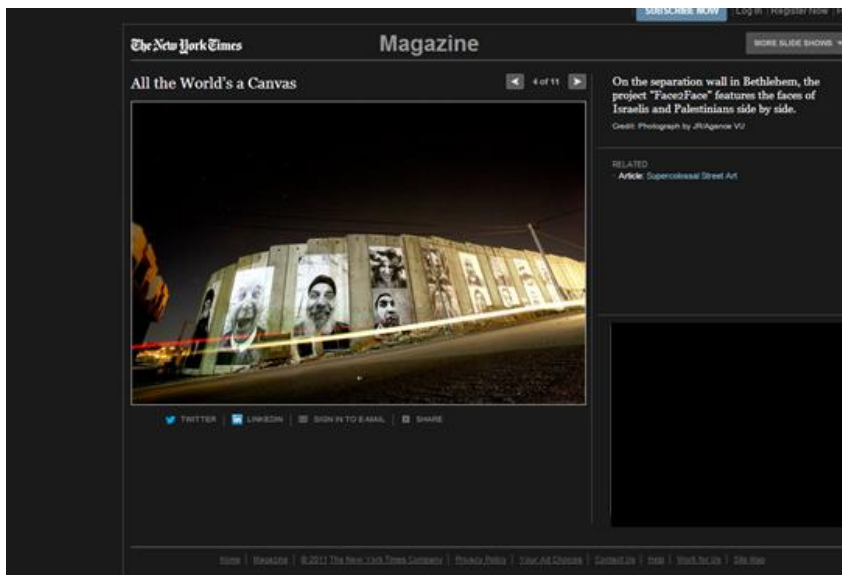 SUBSCRIBE NOW | Log In | Register Now
The New York Times
Magazine
MORE SLIDE SHOWS
All the World's a Canvas
4 of 11
On the separation wall in Bethlehem, the
project "Face2Face" features the faces of
Israelis and Palestinians side by side.
Credit: Photograph by JR/Agence VU
RELATED
· Article: Supercolossal Street Art
TWITTER | LINKEDIN | SIGN IN TO E-MAIL | SHARE
Home | Magazine | © 2011 The New York Times Company | Privacy Policy | Your Ad Choices | Contact Us | Help | Work for Us | Site Map